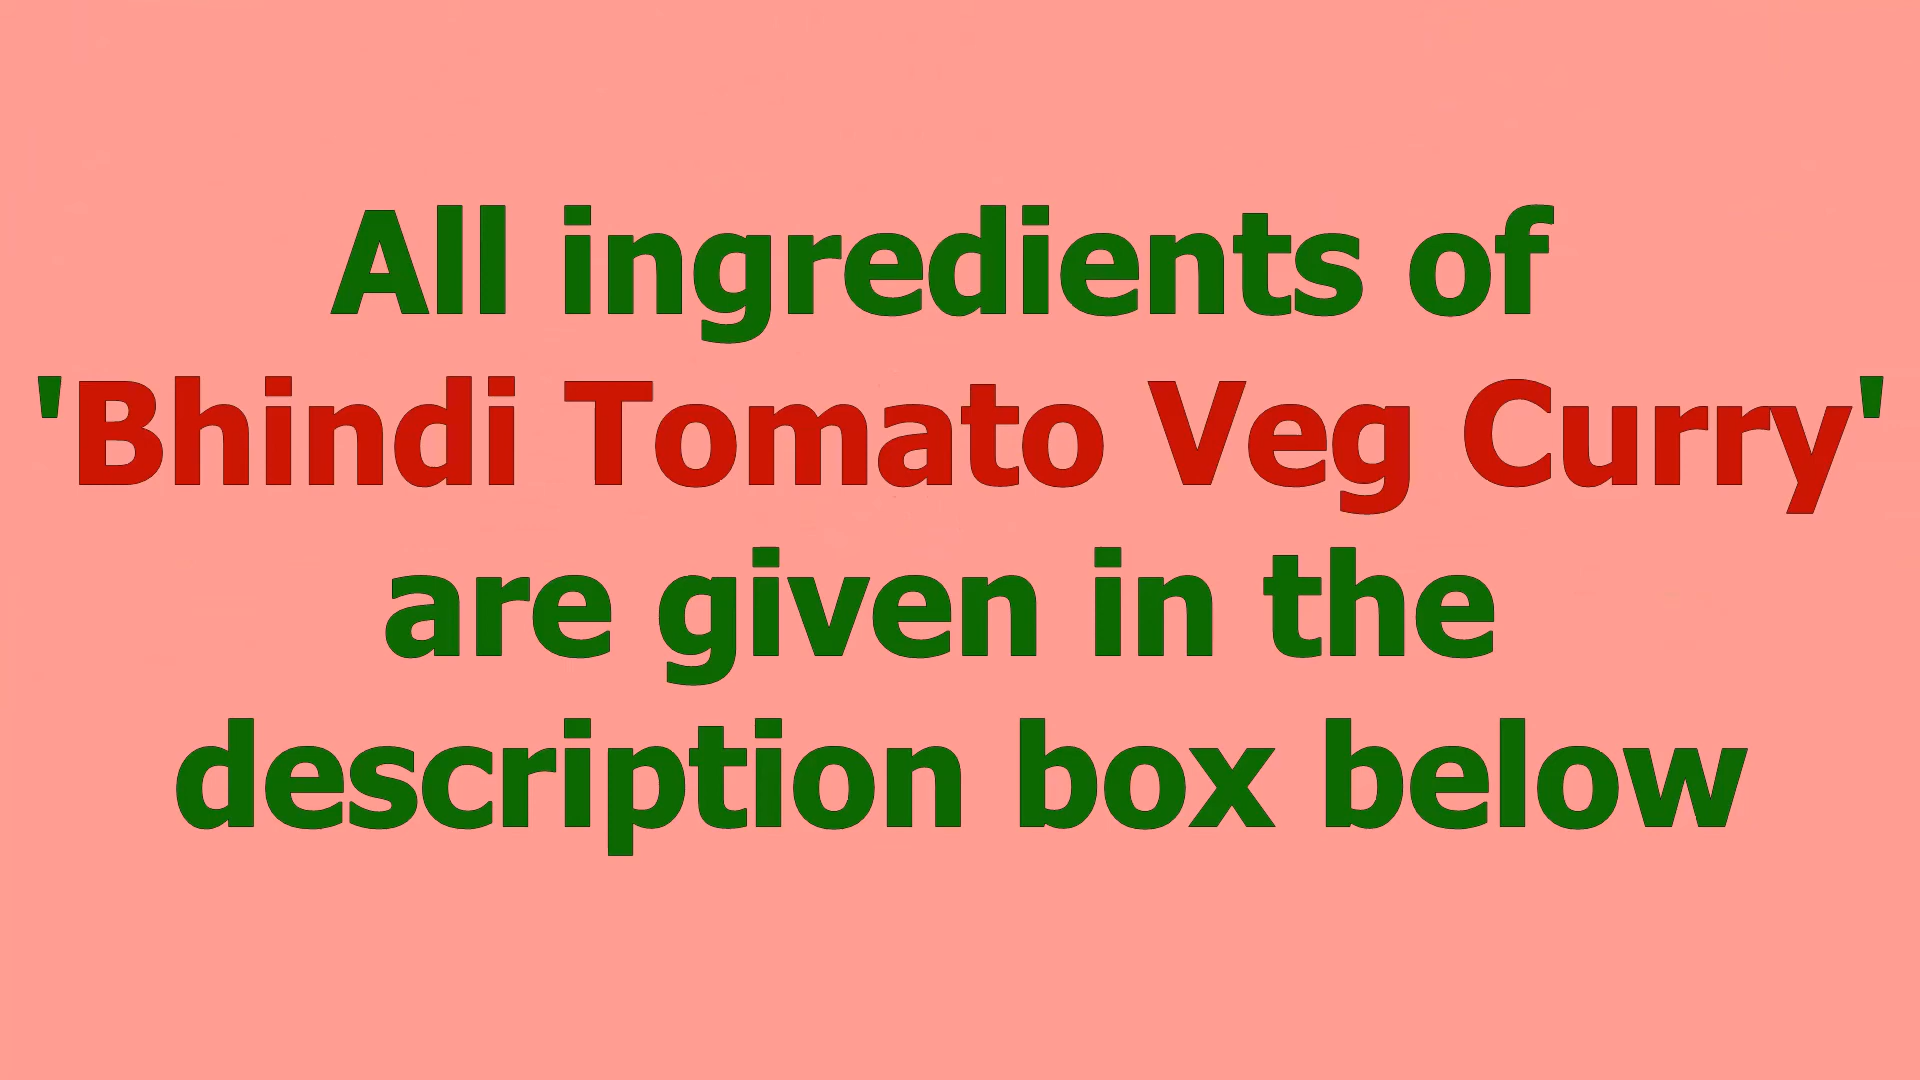 All ingredients of
'Bhindi Tomato Veg Curry'
are given in the
description box below